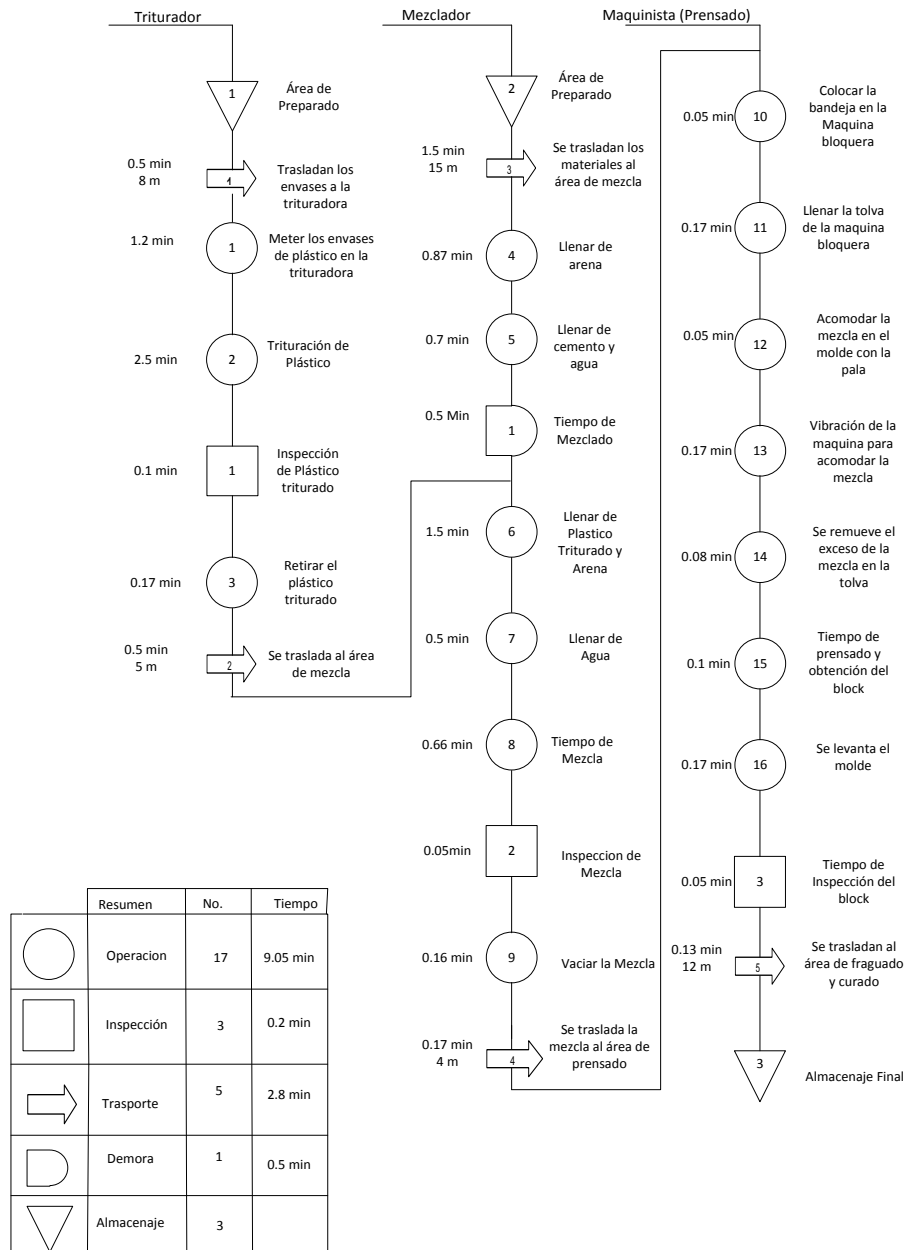 Triturador
1
Área de
Preparado
0.5 min
8 m
1
Trasladan los
envases a la
trituradora
1.2 min
1
Meter los envases
de plástico en la
trituradora
2.5 min
2
Trituración de
Plástico
0.1 min
1
Inspección
de Plástico
triturado
0.17 min
3
Retirar el
plástico
triturado
0.5 min
5 m
2
Se traslada al área
de mezcla
Mezclador
2
Área de
Preparado
1.5 min
15 m
3
Se trasladan los
materiales al
área de mezcla
0.87 min
4
Llenar de
arena
0.7 min
5
Llenar de
cemento y
agua
0.5 Min
1
Tiempo de
Mezclado
1.5 min
6
Llenar de
Plastico
Triturado y
Arena
0.5 min
7
Llenar de
Agua
0.66 min
8
Tiempo de
Mezcla
0.05min
2
Inspeccion de
Mezcla
0.16 min
9
Vaciar la Mezcla
0.17 min
4 m
4
Se traslada la
mezcla al área de
prensado
Maquinista (Prensado)
0.05 min
10
Colocar la
bandeja en la
Maquina
bloquera
0.17 min
11
Llenar la tolva
de la maquina
bloquera
0.05 min
12
Acomodar la
mezcla en el
molde con la
pala
0.17 min
13
Vibración de la
maquina para
acomodar la
mezcla
0.08 min
14
Se remueve el
exceso de la
mezcla en la
tolva
0.1 min
15
Tiempo de
prensado y
obtención del
block
0.17 min
16
Se levanta el
molde
0.05 min
3
Tiempo de
Inspección del
block
0.13 min
12 m
5
Se trasladan al
área de fraguado
y curado
3
Almacenaje Final
Resumen No. Tiempo
Operacion 17 9.05 min
Inspección 3 0.2 min
Trasporte 5 2.8 min
Demora 1 0.5 min
Almacenaje 3